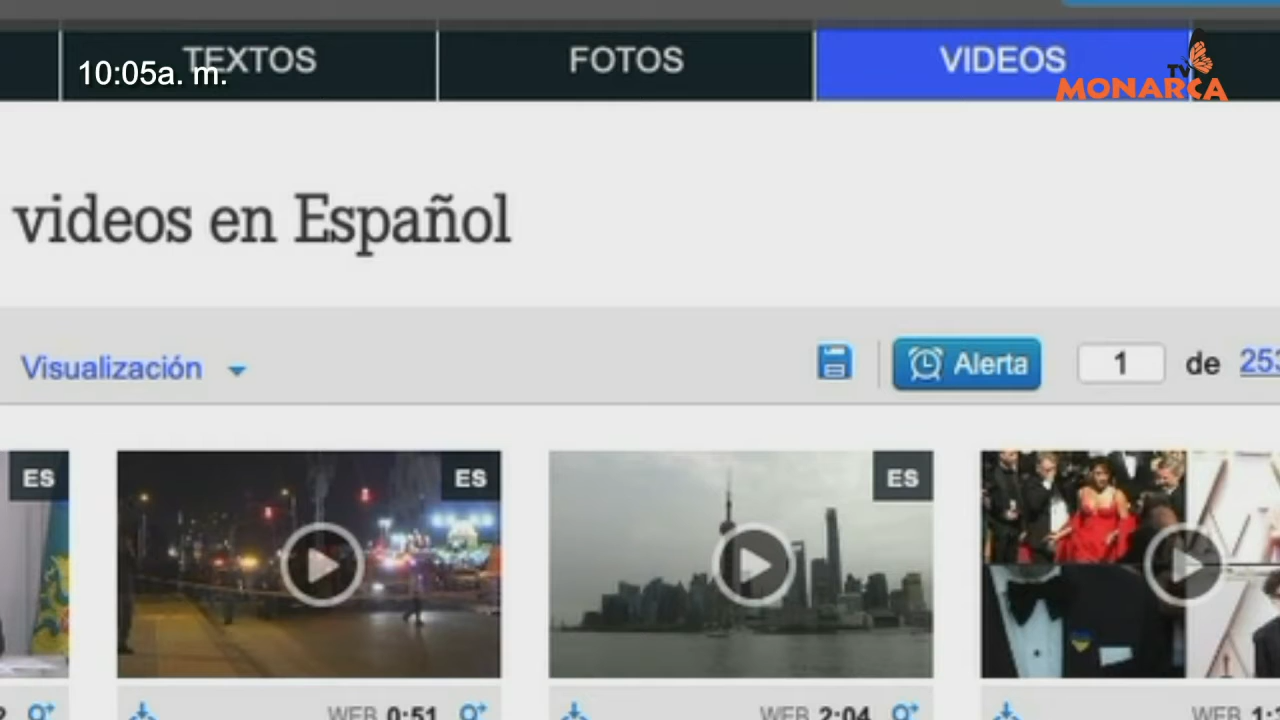 TEXTOS
FOTOS
VIDEOS
10:05a. m.
TV
MONARCA
videos en Español
Visualización
Alerta
1
de
ES
ES
ES
WEB 0:51
WEB 2:04
WEB